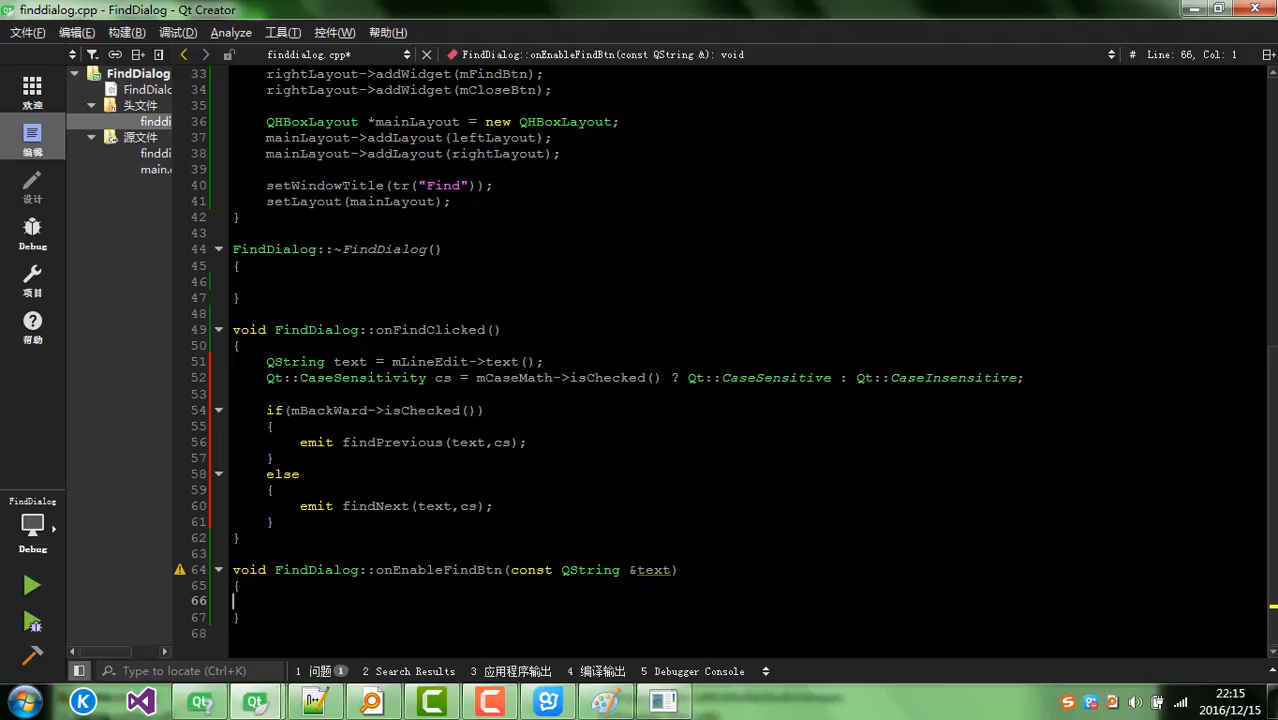 finddialog.cpp - FindDialog - Qt Creator
文件(F) 编辑(E) 构建(B) 调试(D) Analyze 工具(T) 控件(W) 帮助(H)
finddialog.cpp* FindDialog::onEnableFindBtn(const QString &): void # Line: 66, Col: 1
欢迎
编辑
设计
Debug
项目
帮助
FindDialog
Debug
FindDialog
FindDialo
头文件
finddi
源文件
finddi
main.
33 rightLayout->addWidget(mFindBtn);
34 rightLayout->addWidget(mCloseBtn);
35
36 QHBoxLayout *mainLayout = new QHBoxLayout;
37 mainLayout->addLayout(leftLayout);
38 mainLayout->addLayout(rightLayout);
39
40 setWindowTitle(tr("Find"));
41 setLayout(mainLayout);
42 }
43
44 FindDialog::~FindDialog()
45 {
46
47 }
48
49 void FindDialog::onFindClicked()
50 {
51 QString text = mLineEdit->text();
52 Qt::CaseSensitivity cs = mCaseMath->isChecked() ? Qt::CaseSensitive : Qt::CaseInsensitive;
53
54 if(mBackWard->isChecked())
55 {
56 emit findPrevious(text,cs);
57 }
58 else
59 {
60 emit findNext(text,cs);
61 }
62 }
63
64 void FindDialog::onEnableFindBtn(const QString &text)
65 {
66
67 }
68
Type to locate (Ctrl+K) 1 问题 1 2 Search Results 3 应用程序输出 4 编译输出 5 Debugger Console
22:15
2016/12/15